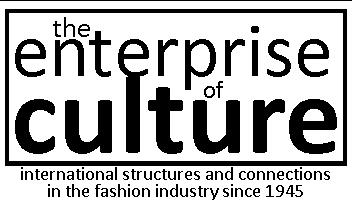 the
enterprise
of
culture
international structures and connections
in the fashion industry since 1945